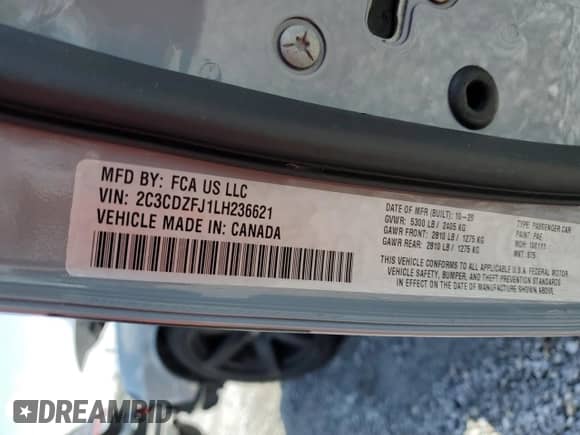 MFD BY: FCA US LLC
VIN: 2C3CDZFJ1LH236621
VEHICLE MADE IN: CANADA
DATE OF MFR (BUILT): 10-20
GVWR: 5300 LB / 2405 KG
GAWR FRONT: 2810 LB / 1275 KG
GAWR REAR: 2810 LB / 1275 KG
TYPE: PASSENGER CAR
PAINT:
MDH:
MKT:
THIS VEHICLE CONFORMS TO ALL APPLICABLE U.S.A. FEDERAL MOTOR
VEHICLE SAFETY, BUMPER, AND THEFT PREVENTION STANDARDS
IN EFFECT ON THE DATE OF MANUFACTURE SHOWN ABOVE.
DREAMBID